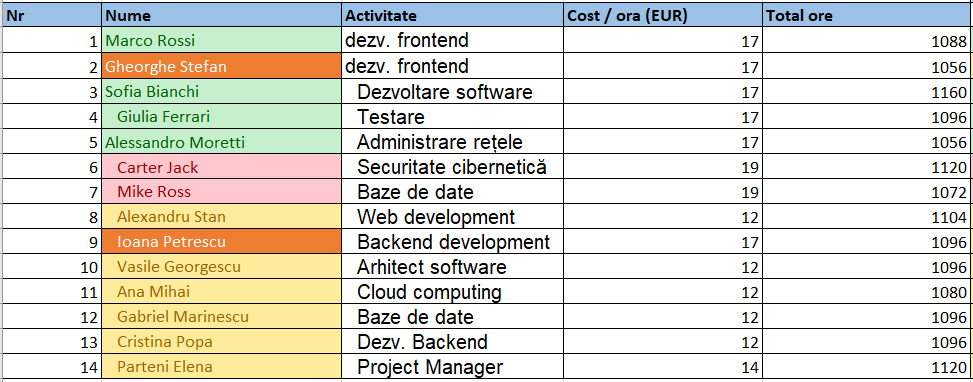 Nr Nume Activitate Cost / ora (EUR) Total ore
1 Marco Rossi dezv. frontend 17 1088
2 Gheorghe Stefan dezv. frontend 17 1056
3 Sofia Bianchi Dezvoltare software 17 1160
4 Giulia Ferrari Testare 17 1096
5 Alessandro Moretti Administrare rețele 17 1056
6 Carter Jack Securitate cibernetică 19 1120
7 Mike Ross Baze de date 19 1072
8 Alexandru Stan Web development 12 1104
9 Ioana Petrescu Backend development 17 1096
10 Vasile Georgescu Arhitect software 12 1096
11 Ana Mihai Cloud computing 12 1080
12 Gabriel Marinescu Baze de date 12 1096
13 Cristina Popa Dezv. Backend 12 1096
14 Parteni Elena Project Manager 14 1120